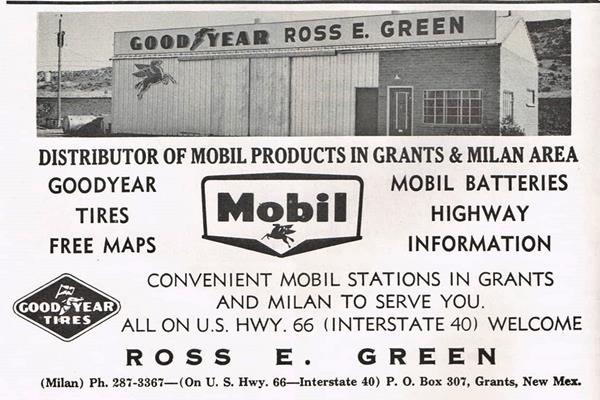 GOODYEAR ROSS E. GREEN
DISTRIBUTOR OF MOBIL PRODUCTS IN GRANTS & MILAN AREA
GOODYEAR
TIRES
FREE MAPS
Mobil
MOBIL BATTERIES
HIGHWAY
INFORMATION
CONVENIENT MOBIL STATIONS IN GRANTS
AND MILAN TO SERVE YOU.
GOODYEAR
TIRES
ALL ON U.S. HWY. 66 (INTERSTATE 40) WELCOME
ROSS E. GREEN
(Milan) Ph. 287-3367—(On U. S. Hwy. 66—Interstate 40) P. O. Box 307, Grants, New Mex.